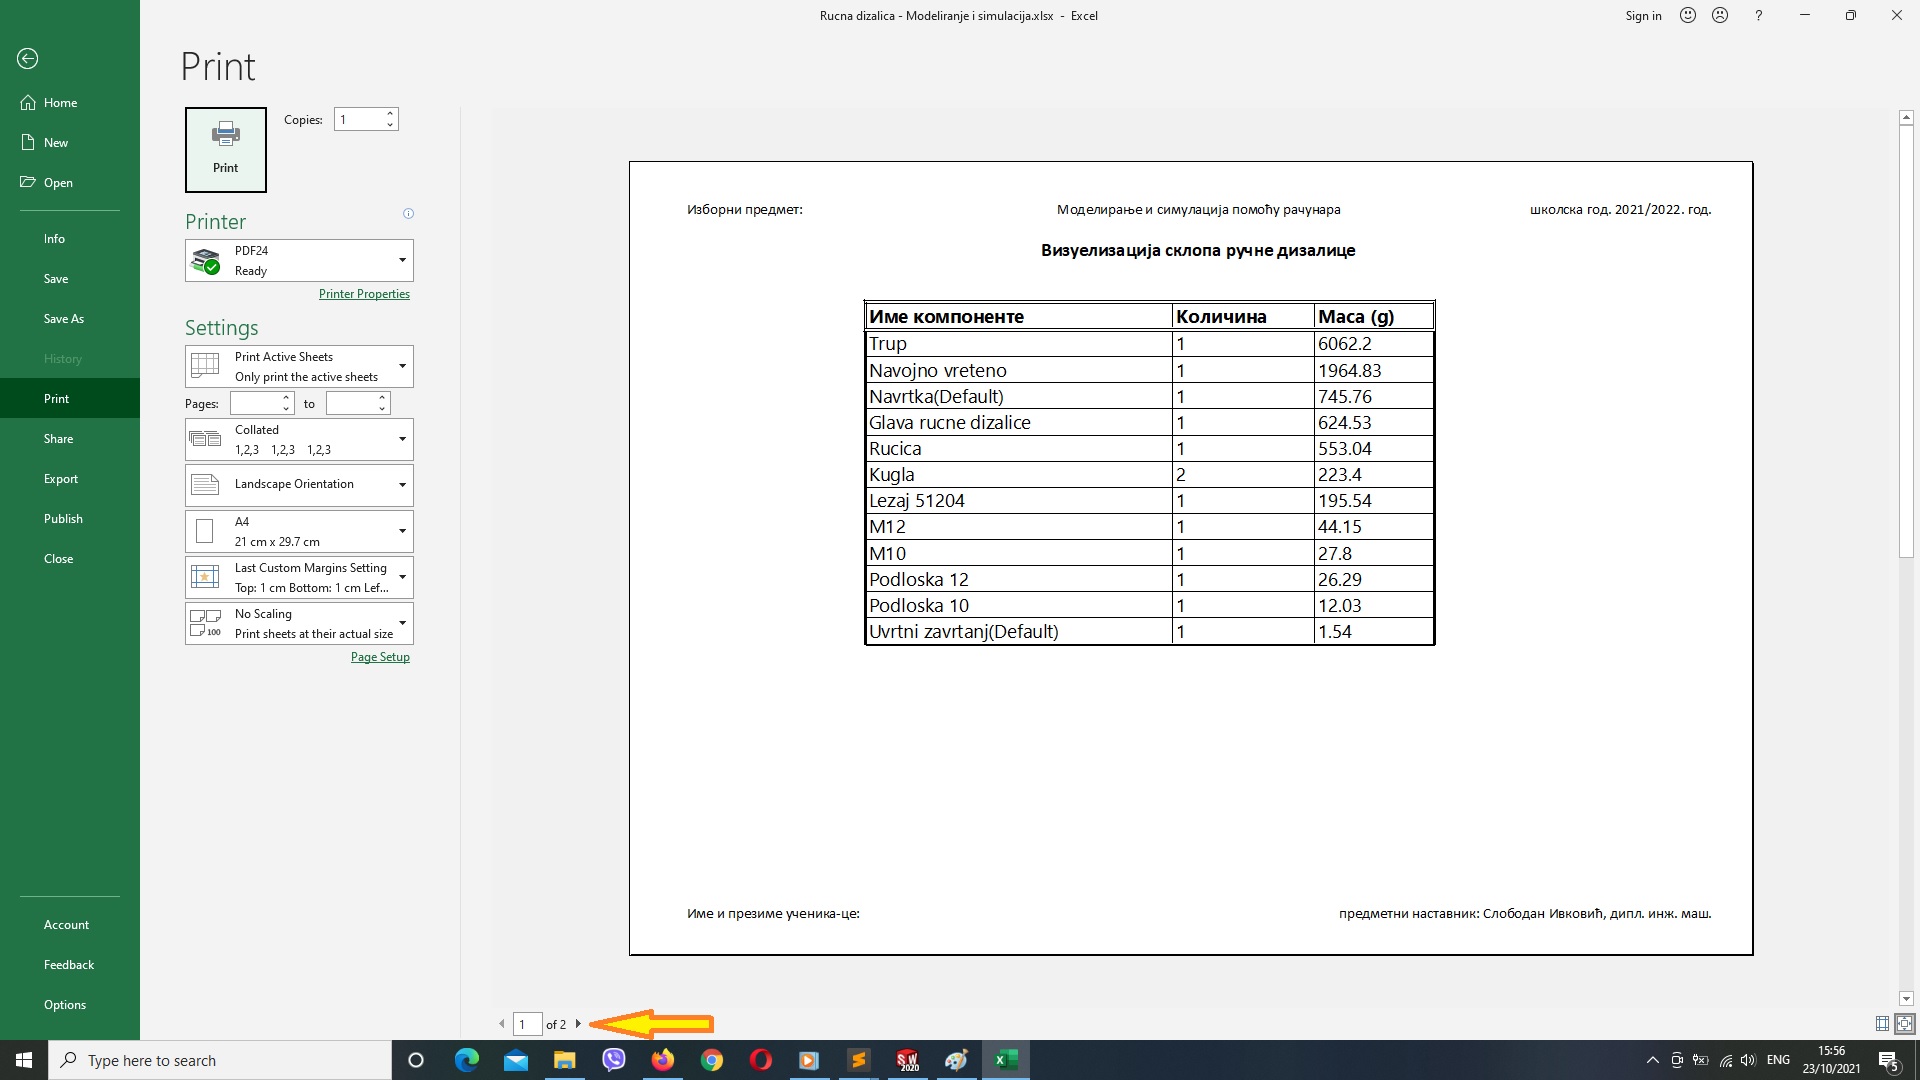 Rucna dizalica - Modeliranje i simulacija.xlsx - Excel
Sign in
?
Print
Home
New
Open
Info
Save
Save As
History
Print
Share
Export
Publish
Close
Account
Feedback
Options
Print
Copies: 1
Printer
PDF24
Ready
Printer Properties
Settings
Print Active Sheets
Only print the active sheets
Pages: to
Collated
1,2,3 1,2,3 1,2,3
Landscape Orientation
A4
21 cm x 29.7 cm
Last Custom Margins Setting
Top: 1 cm Bottom: 1 cm Lef...
No Scaling
100
Print sheets at their actual size
Page Setup
Изборни предмет: Моделирање и симулација помоћу рачунара школска год. 2021/2022. год.
Визуелизација склопа ручне дизалице
Име компоненте Количина Маса (g)
Trup 1 6062.2
Navojno vreteno 1 1964.83
Navrtka(Default) 1 745.76
Glava rucne dizalice 1 624.53
Rucica 1 553.04
Kugla 2 223.4
Lezaj 51204 1 195.54
M12 1 44.15
M10 1 27.8
Podloska 12 1 26.29
Podloska 10 1 12.03
Uvrtni zavrtanj(Default) 1 1.54
Име и презиме ученика-це: предметни наставник: Слободан Ивковић, дипл. инж. маш.
1 of 2
Type here to search
SW
2020
ENG
15:56
23/10/2021
5